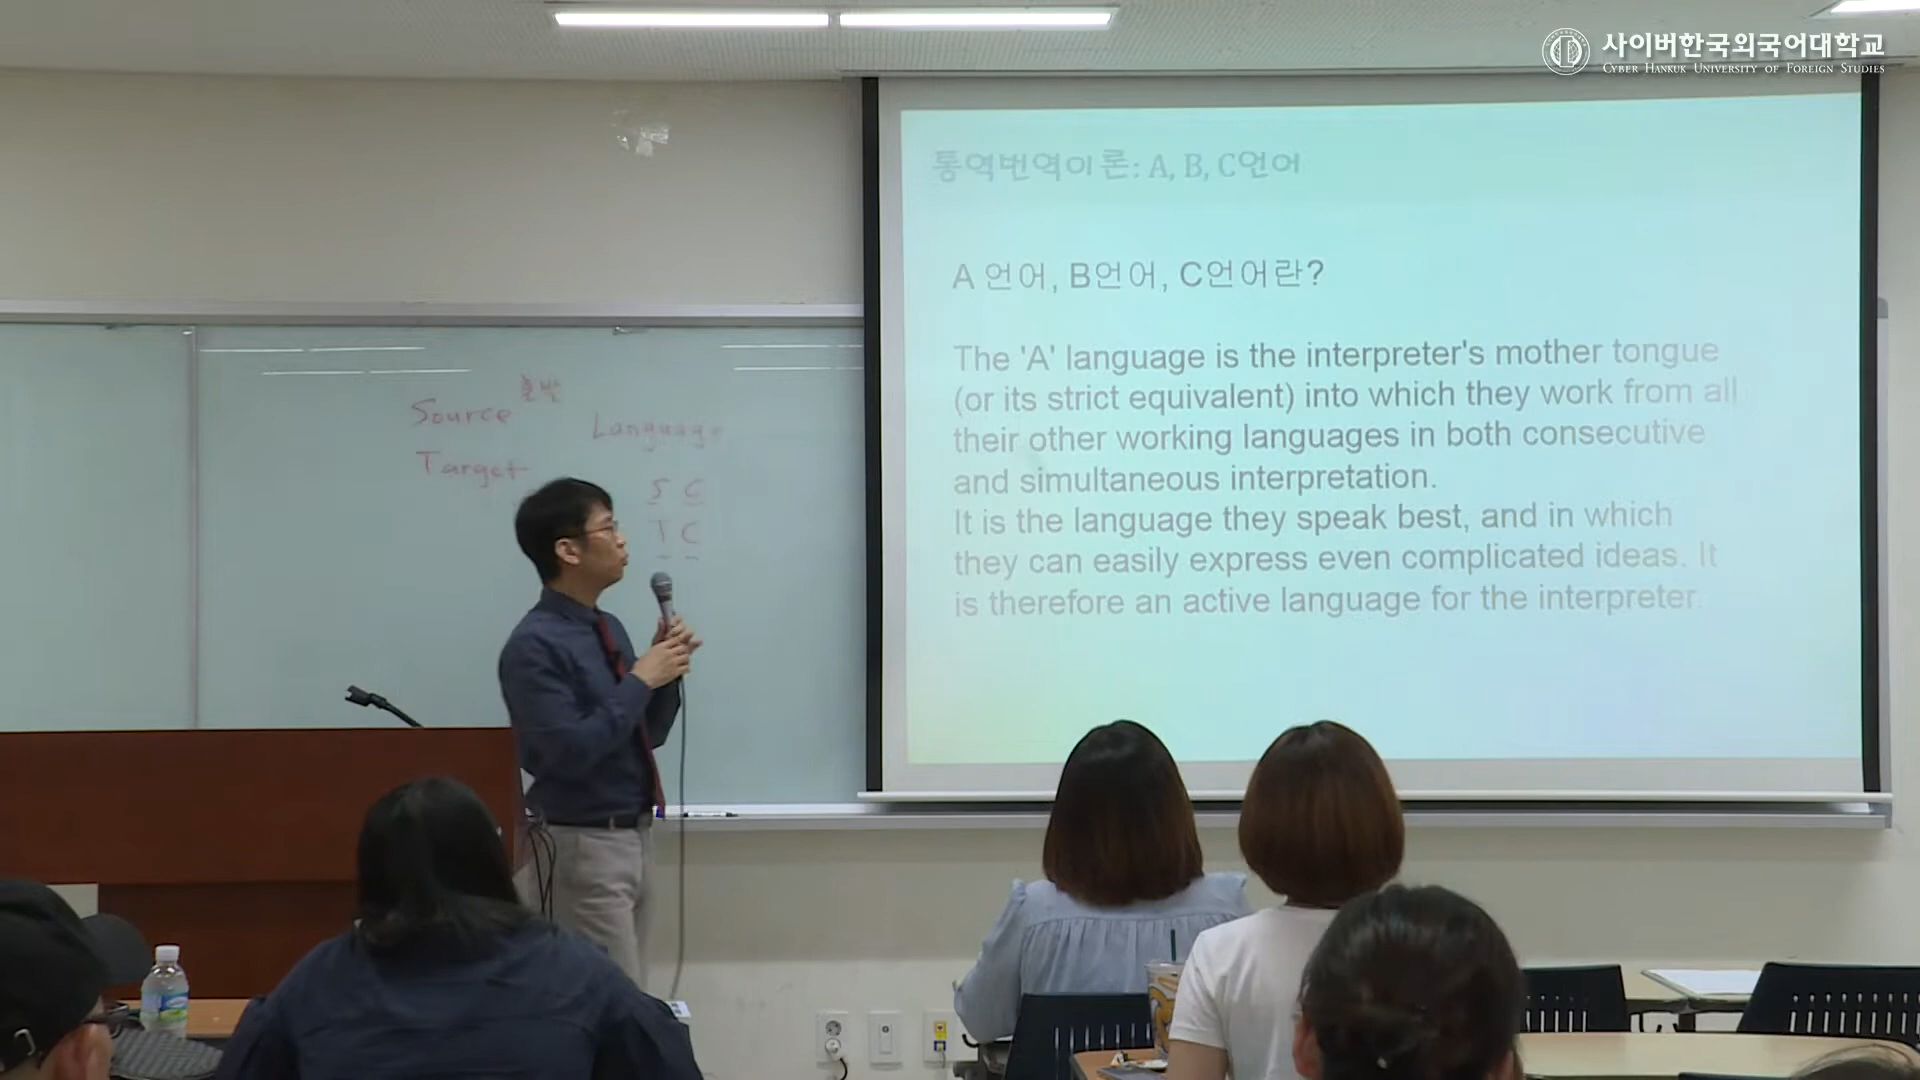 사이버한국외국어대학교
CYBER HANKUK UNIVERSITY OF FOREIGN STUDIES
통역번역이론: A, B, C언어
A 언어, B언어, C언어란?
The 'A' language is the interpreter's mother tongue
(or its strict equivalent) into which they work from all
their other working languages in both consecutive
and simultaneous interpretation.
It is the language they speak best, and in which
they can easily express even complicated ideas. It
is therefore an active language for the interpreter.
출발
Source Language
Target
S C
T C